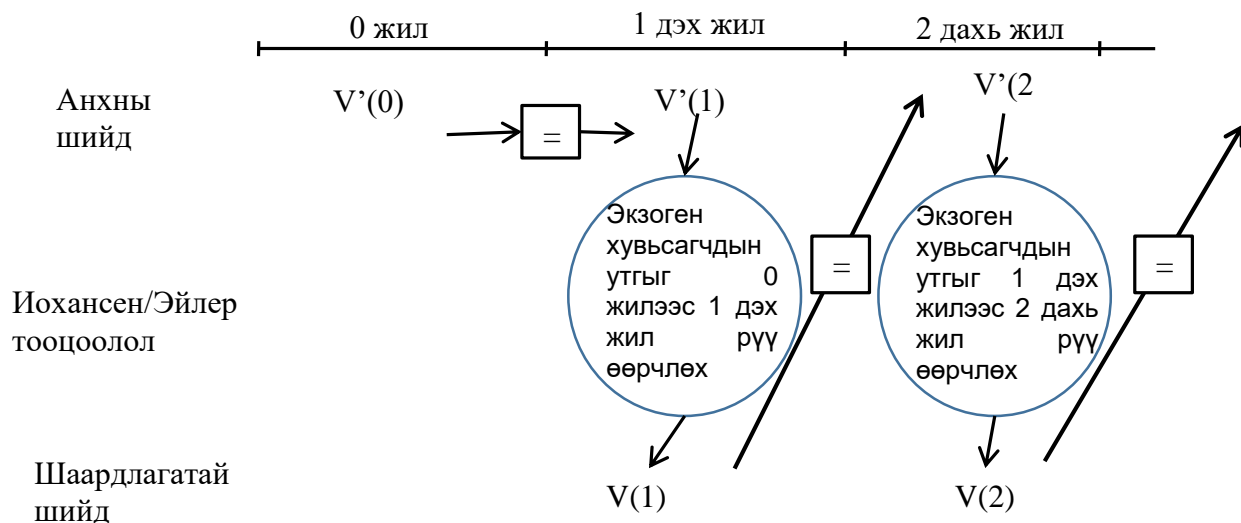 0 жил 1 дэх жил 2 дахь жил
Анхны
шийд
V’(0) V’(1) V’(2
= 
Экзоген
хувьсагчдын
утгыг 0
жилээс 1 дэх
жил рүү
өөрчлөх
=
Экзоген
хувьсагчдын
утгыг 1 дэх
жилээс 2 дахь
жил рүү
өөрчлөх
=
Иохансен/Эйлер
тооцоолол
Шаардлагатай
шийд
V(1) V(2)